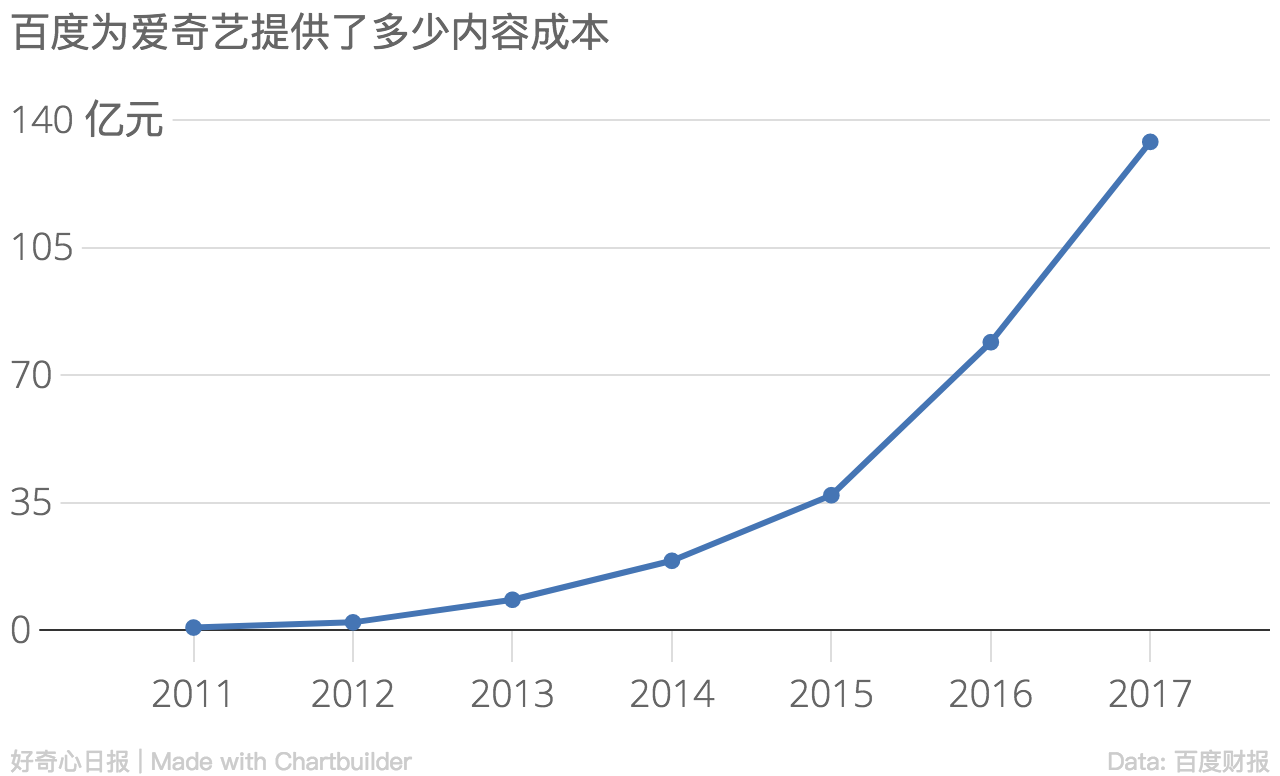 百度为爱奇艺提供了多少内容成本
140 亿元
105
70
35
0
2011 2012 2013 2014 2015 2016 2017
好奇心日报 | Made with Chartbuilder
Data: 百度财报